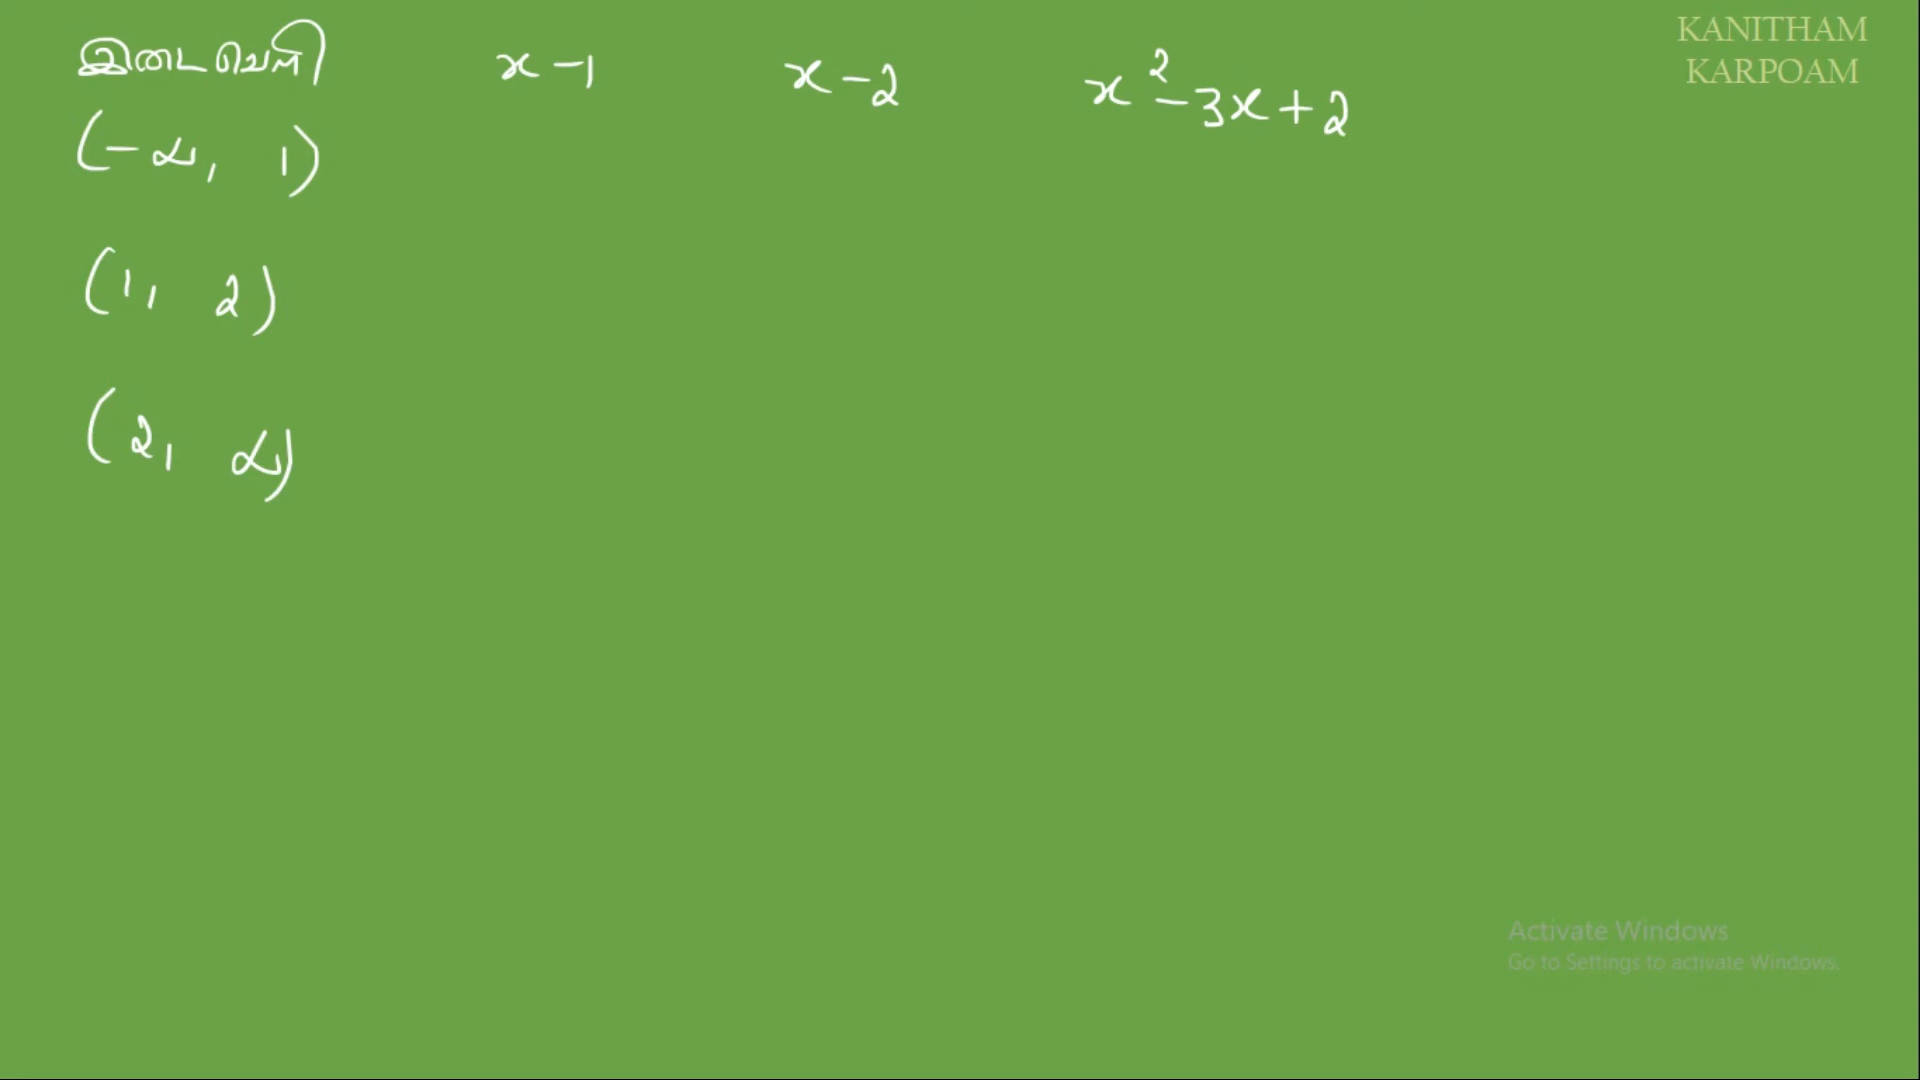 இடைவெளி x-1 x-2 x²-3x+2
(-∞, 1)
(1, 2)
(2, ∞)
KANITHAM
KARPOAM
Activate Windows
Go to Settings to activate Windows.